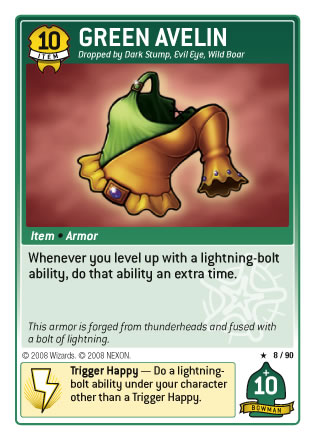 10
ITEM
GREEN AVELIN
Dropped by Dark Stump, Evil Eye, Wild Boar
Item • Armor
Whenever you level up with a lightning-bolt
ability, do that ability an extra time.
This armor is forged from thunderheads and fused with
a bolt of lightning.
© 2008 Wizards. © 2008 NEXON.
★ 8 / 90
Trigger Happy — Do a lightning-
bolt ability under your character
other than a Trigger Happy.
+
10
BOWMAN